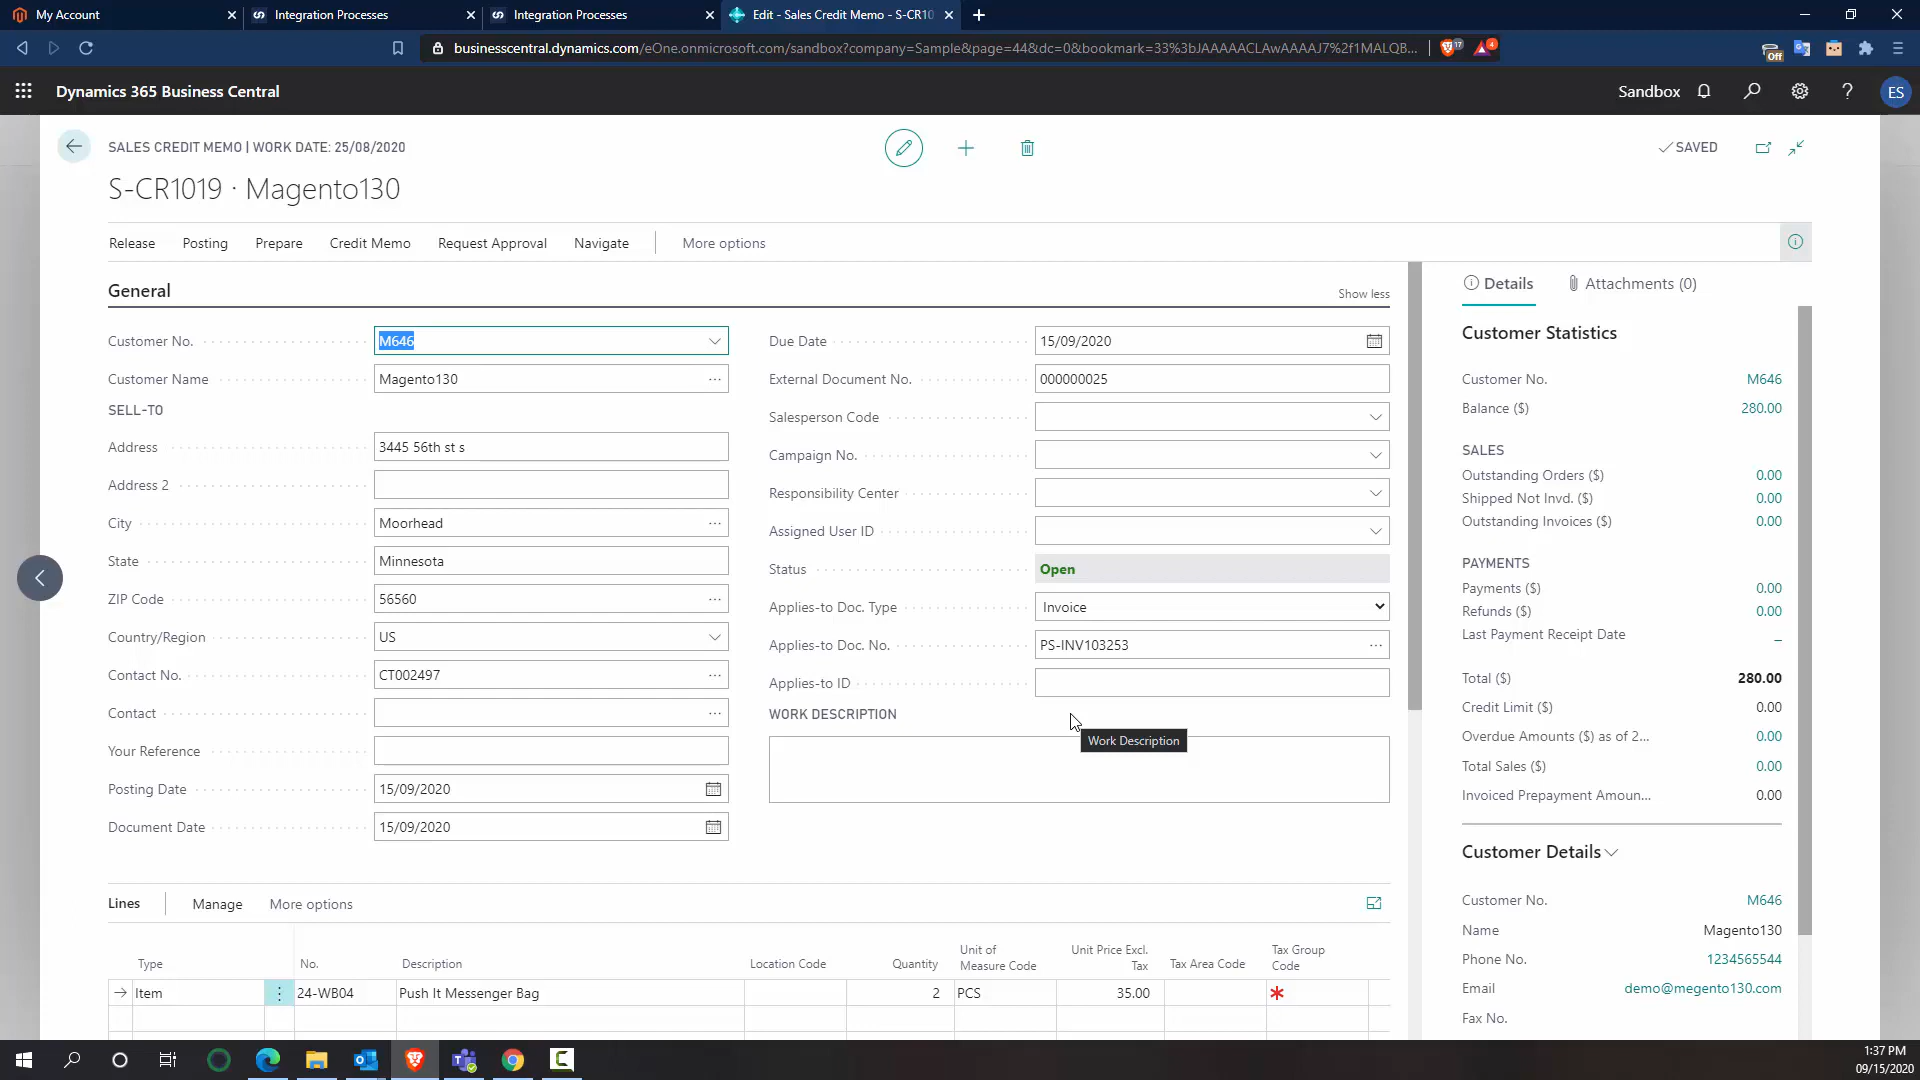 My Account
Integration Processes
Integration Processes
Edit - Sales Credit Memo - S-CR10
businesscentral.dynamics.com/eOne.onmicrosoft.com/sandbox?company=Sample&page=44&dc=0&bookmark=33%3bJAAAAACLAwAAAAJ7%2f1MALQB...
17
4
Off
Dynamics 365 Business Central
Sandbox
ES
SALES CREDIT MEMO | WORK DATE: 25/08/2020
SAVED
S-CR1019 · Magento130
Release
Posting
Prepare
Credit Memo
Request Approval
Navigate
More options
General
Show less
Customer No.
M646
Customer Name
Magento130
SELL-TO
Address
3445 56th st s
Address 2
City
Moorhead
State
Minnesota
ZIP Code
56560
Country/Region
US
Contact No.
CT002497
Contact
Your Reference
Posting Date
15/09/2020
Document Date
15/09/2020
Due Date
15/09/2020
External Document No.
000000025
Salesperson Code
Campaign No.
Responsibility Center
Assigned User ID
Status
Open
Applies-to Doc. Type
Invoice
Applies-to Doc. No.
PS-INV103253
Applies-to ID
WORK DESCRIPTION
Work Description
Lines
Manage
More options
Type
No.
Description
Location Code
Quantity
Unit of
Measure Code
Unit Price Excl.
Tax
Tax Area Code
Tax Group
Code
Item
24-WB04
Push It Messenger Bag
2
PCS
35.00
Details
Attachments (0)
Customer Statistics
Customer No.
M646
Balance ($)
280.00
SALES
Outstanding Orders ($)
0.00
Shipped Not Invd. ($)
0.00
Outstanding Invoices ($)
0.00
PAYMENTS
Payments ($)
0.00
Refunds ($)
0.00
Last Payment Receipt Date
_
Total ($)
280.00
Credit Limit ($)
0.00
Overdue Amounts ($) as of 2...
0.00
Total Sales ($)
0.00
Invoiced Prepayment Amoun...
0.00
Customer Details
Customer No.
M646
Name
Magento130
Phone No.
1234565544
Email
demo@megento130.com
Fax No.
1:37 PM
09/15/2020